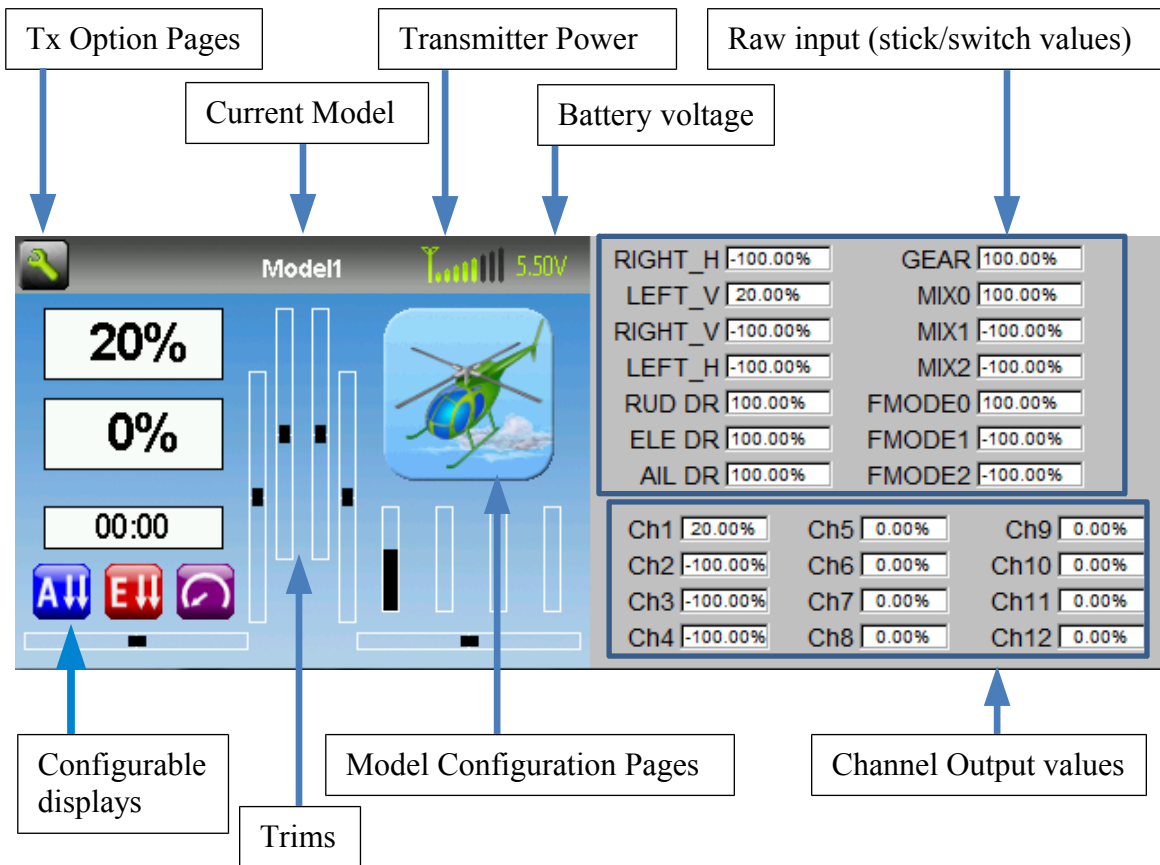 Tx Option Pages
Transmitter Power
Raw input (stick/switch values)
Current Model
Battery voltage
Model1
5.50V
20%
0%
00:00
A
E
RIGHT_H -100.00% GEAR 100.00%
LEFT_V 20.00% MIX0 100.00%
RIGHT_V -100.00% MIX1 -100.00%
LEFT_H -100.00% MIX2 -100.00%
RUD DR 100.00% FMODE0 100.00%
ELE DR 100.00% FMODE1 -100.00%
AIL DR 100.00% FMODE2 -100.00%
Ch1 20.00% Ch5 0.00% Ch9 0.00%
Ch2 -100.00% Ch6 0.00% Ch10 0.00%
Ch3 -100.00% Ch7 0.00% Ch11 0.00%
Ch4 -100.00% Ch8 0.00% Ch12 0.00%
Configurable
displays
Model Configuration Pages
Channel Output values
Trims